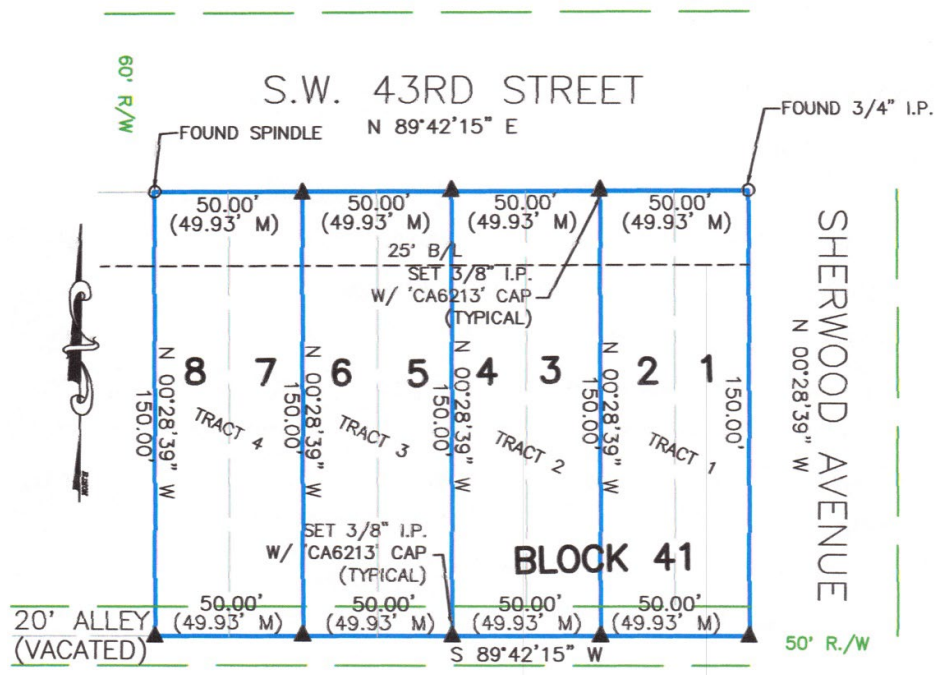 S.W. 43RD STREET
N 89°42'15" E
60' R/W
FOUND SPINDLE
FOUND 3/4" I.P.
50.00'
(49.93' M)
50.00'
(49.93' M)
50.00'
(49.93' M)
50.00'
(49.93' M)
25' B/L
SET 3/8" I.P.
W/ 'CA6213' CAP
(TYPICAL)
SHERWOOD AVENUE
N 00°28'39" W
8 7 6 5 4 3 2 1
N 00°28'39" W
150.00'
N 00°28'39" W
150.00'
N 00°28'39" W
150.00'
N 00°28'39" W
150.00'
150.00'
TRACT 4
TRACT 3
TRACT 2
TRACT 1
SET 3/8" I.P.
W/ 'CA6213' CAP
(TYPICAL)
BLOCK 41
50.00'
(49.93' M)
50.00'
(49.93' M)
50.00'
(49.93' M)
50.00'
(49.93' M)
20' ALLEY
(VACATED)
S 89°42'15" W
50' R./W